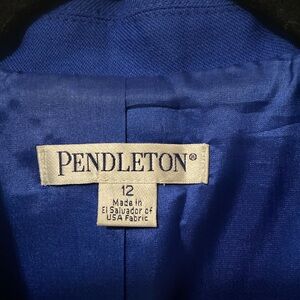 PENDLETON®
12
Made in
El Salvador of
USA Fabric